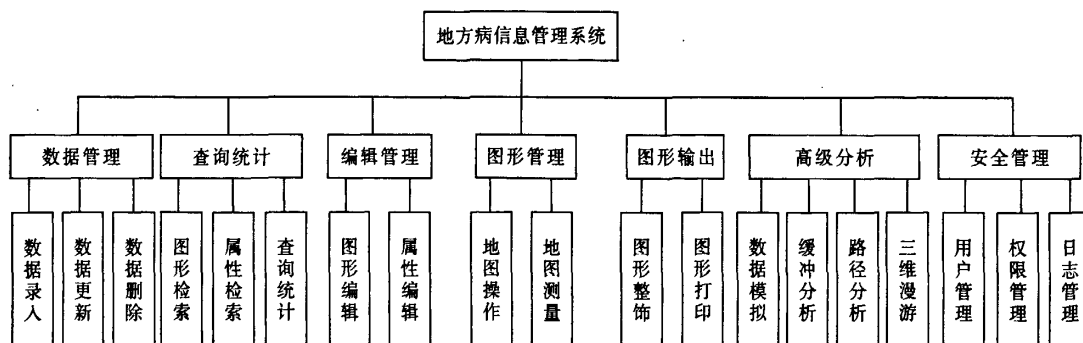 地方病信息管理系统
数据管理
查询统计
编辑管理
图形管理
图形输出
高级分析
安全管理
数据录入
数据更新
数据删除
图形检索
属性检索
查询统计
图形编辑
属性编辑
地图操作
地图测量
图形整饰
图形打印
数据模拟
缓冲分析
路径分析
三维漫游
用户管理
权限管理
日志管理